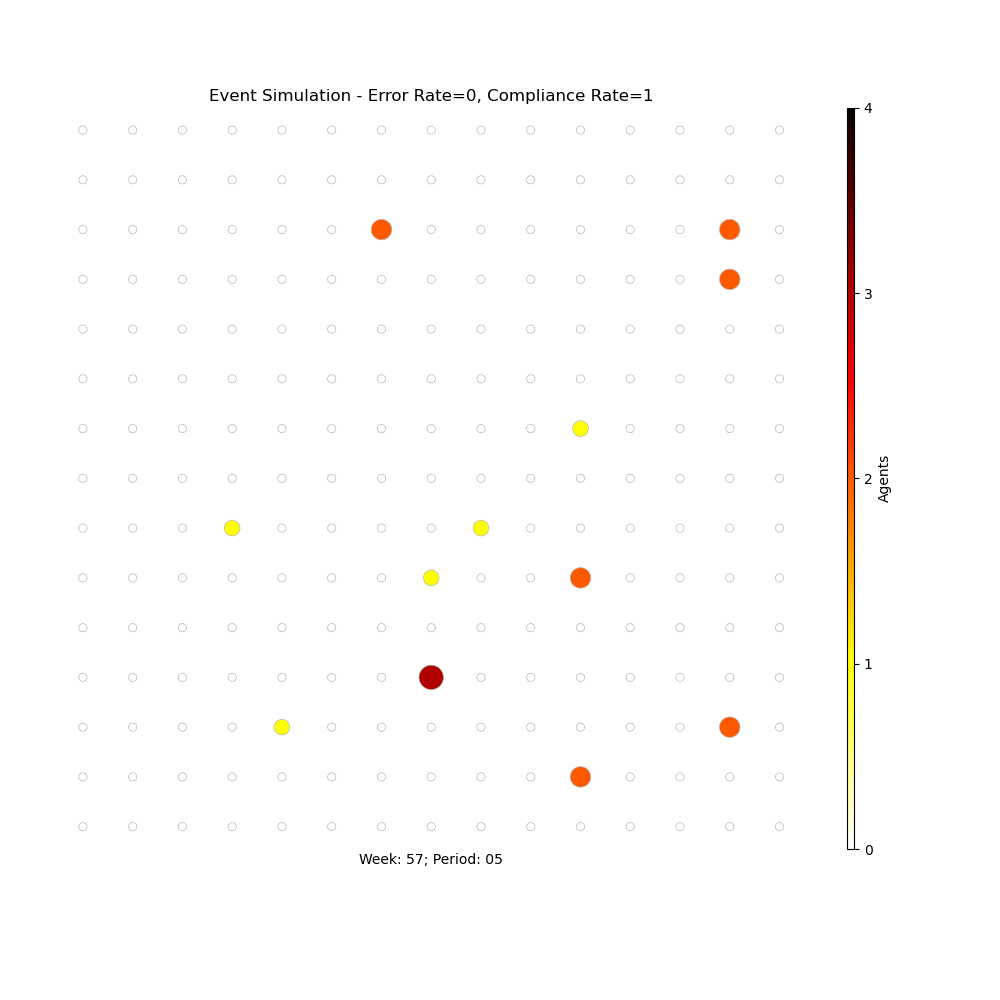 Event Simulation - Error Rate=0, Compliance Rate=1
4
3
2
1
0
Agents
Week: 57; Period: 05